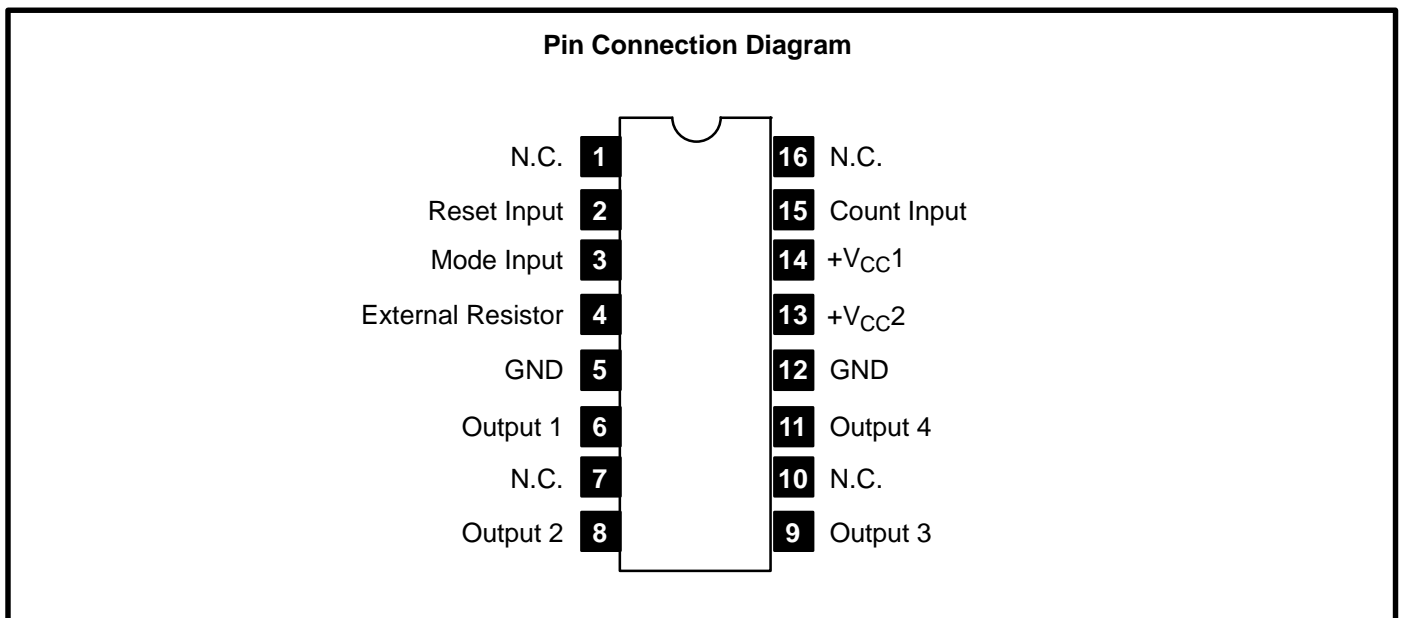 Pin Connection Diagram
N.C. 1 16 N.C.
Reset Input 2 15 Count Input
Mode Input 3 14 +VCC1
External Resistor 4 13 +VCC2
GND 5 12 GND
Output 1 6 11 Output 4
N.C. 7 10 N.C.
Output 2 8 9 Output 3